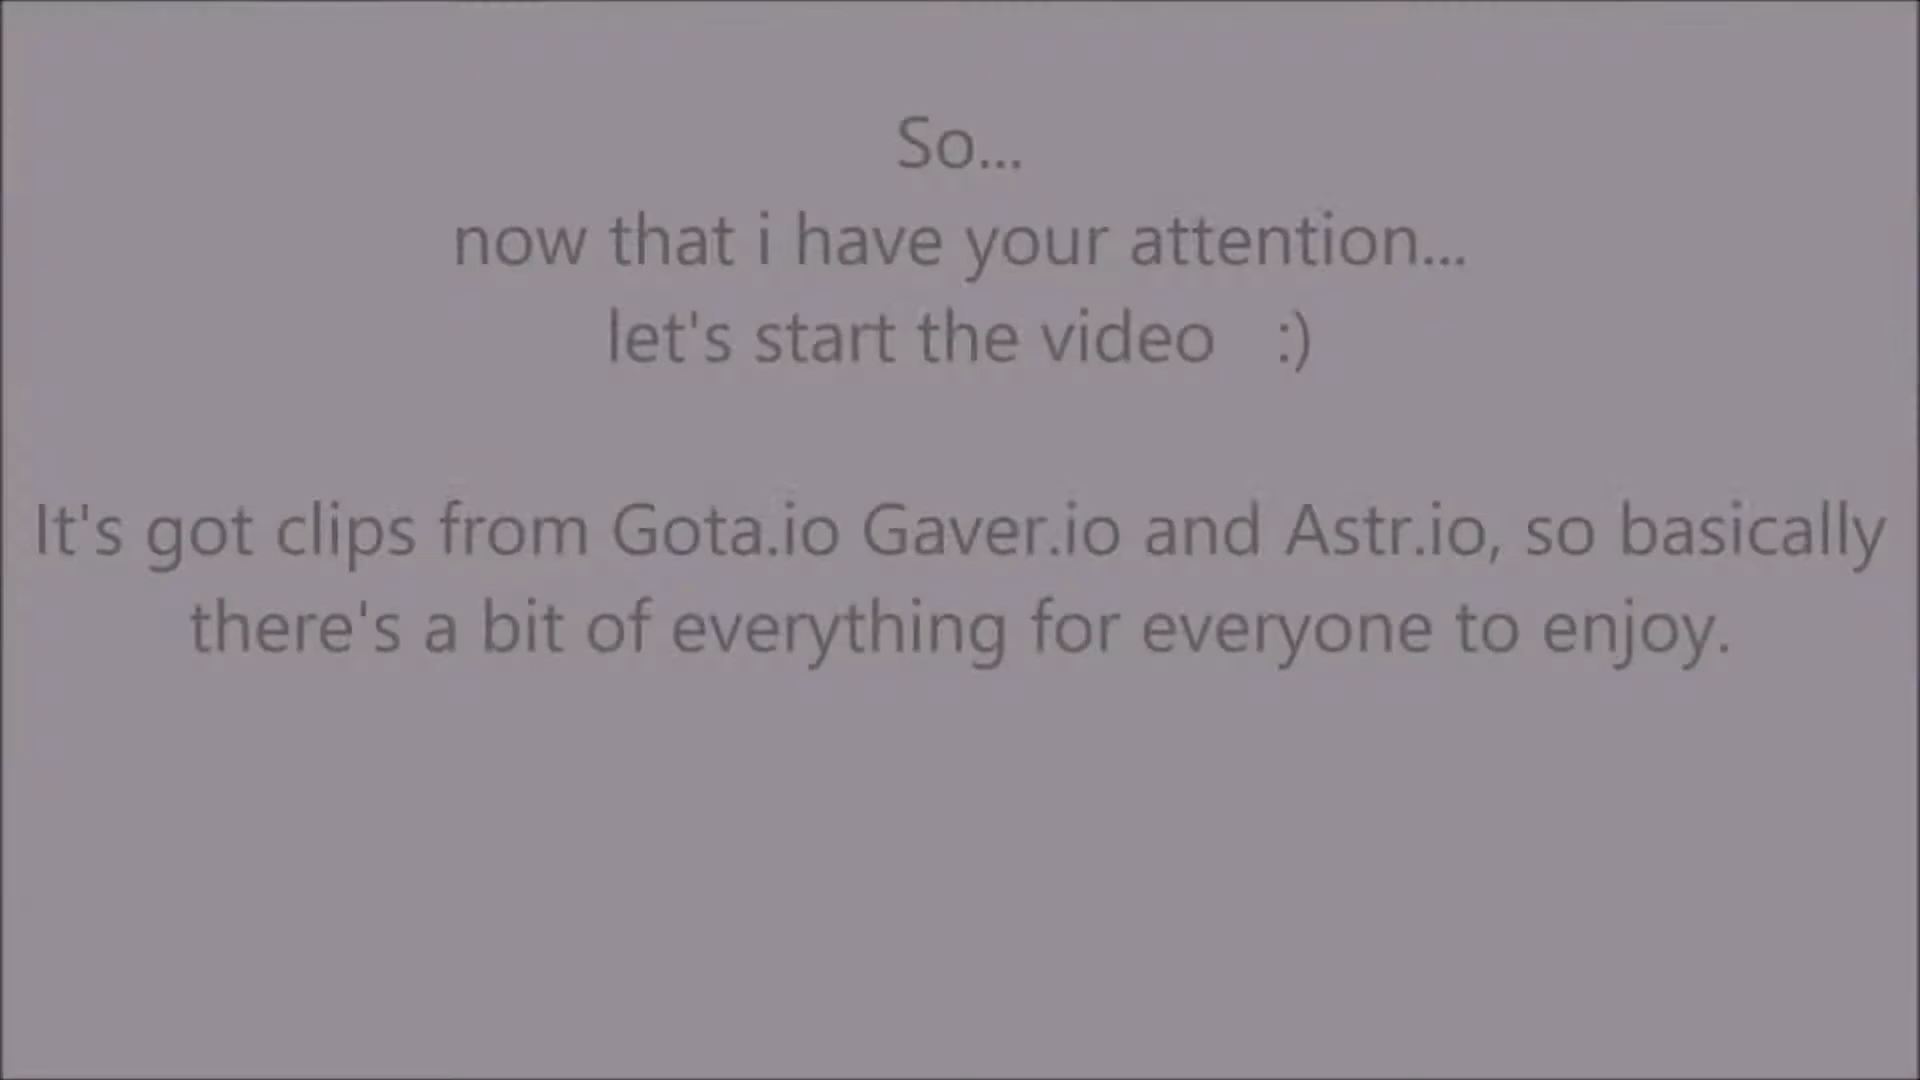 So...
now that i have your attention...
let's start the video :)
It's got clips from Gota.io Gaver.io and Astr.io, so basically
there's a bit of everything for everyone to enjoy.